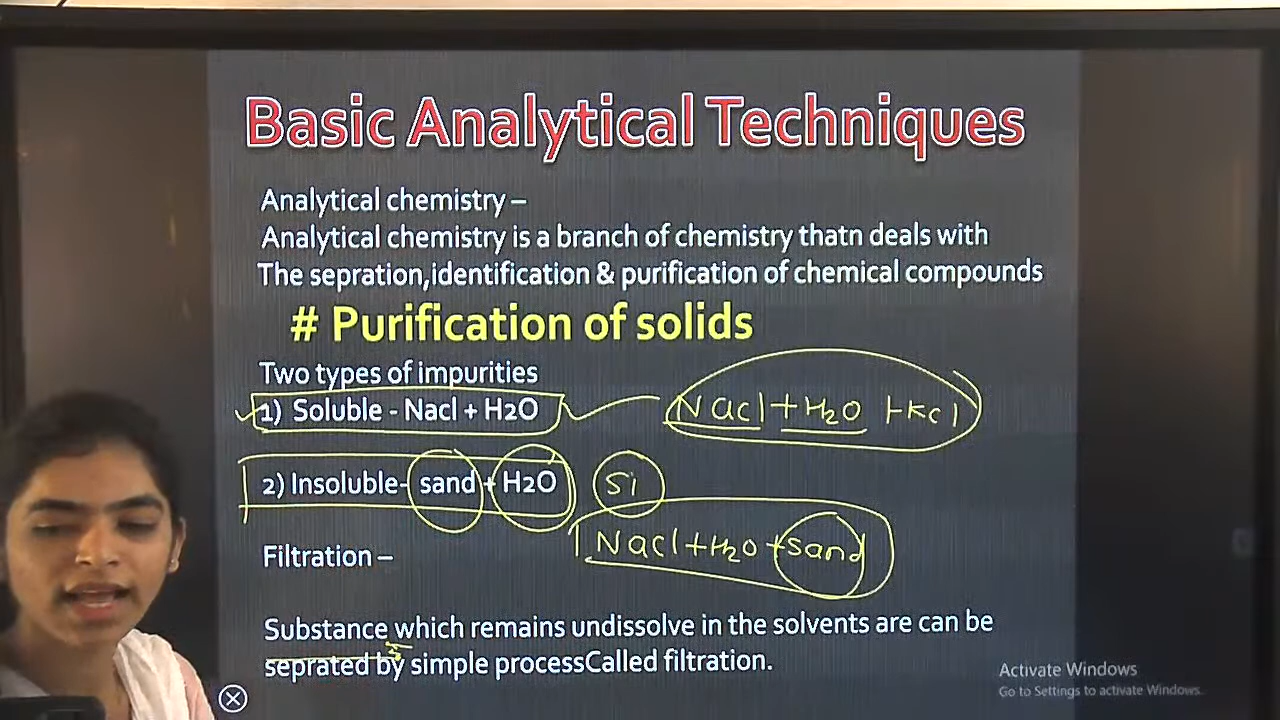 Basic Analytical Techniques
Analytical chemistry –
Analytical chemistry is a branch of chemistry thatn deals with
The sepration,identification & purification of chemical compounds
# Purification of solids
Two types of impurities
1) Soluble - Nacl + H2O NaCl+H2O +KCl
2) Insoluble- sand + H2O Si
NaCl+H2O +sand
Filtration –
Substance which remains undissolve in the solvents are can be
seprated by simple processCalled filtration.
Activate Windows
Go to Settings to activate Windows.